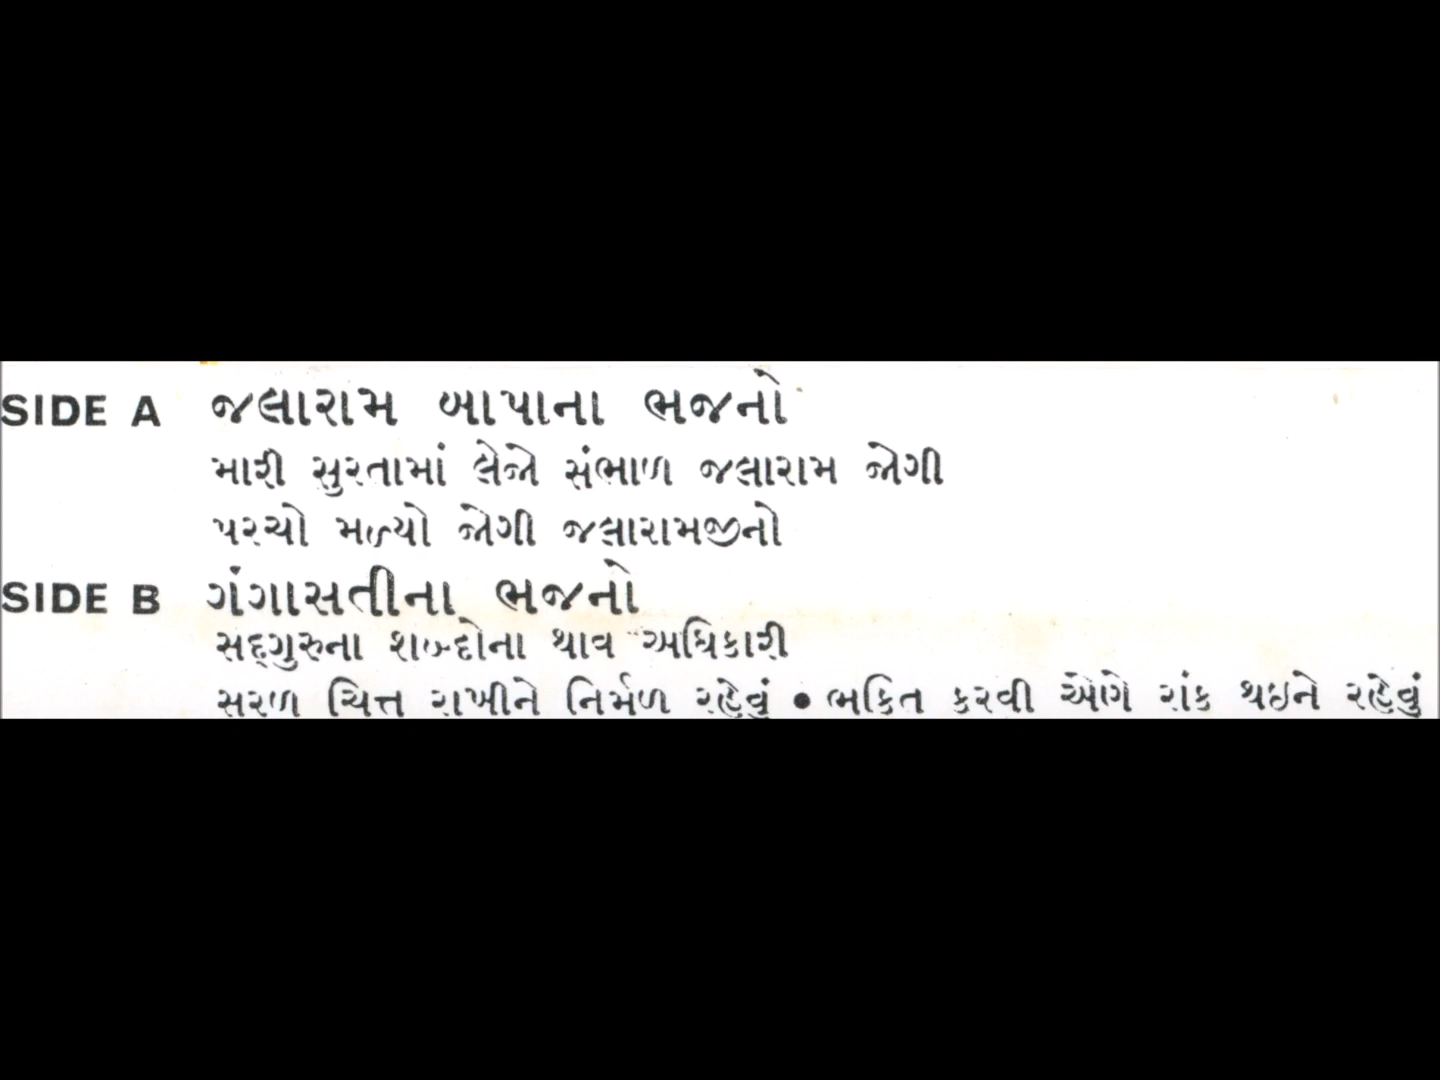 SIDE A જલારામ બાપાના ભજનો
મારી સુરતામાં લેજો સંભાળ જલારામ જોગી
પરચો મળ્યો જોગી જલારામજીનો
SIDE B ગંગાસતીના ભજનો
સદ્‌ગુરુના શબ્દોના થાવ અધિકારી
સરળ ચિત્ત રાખીને નિર્મળ રહેવું • ભકિત કરવી એણે રાંક થઇને રહેવું